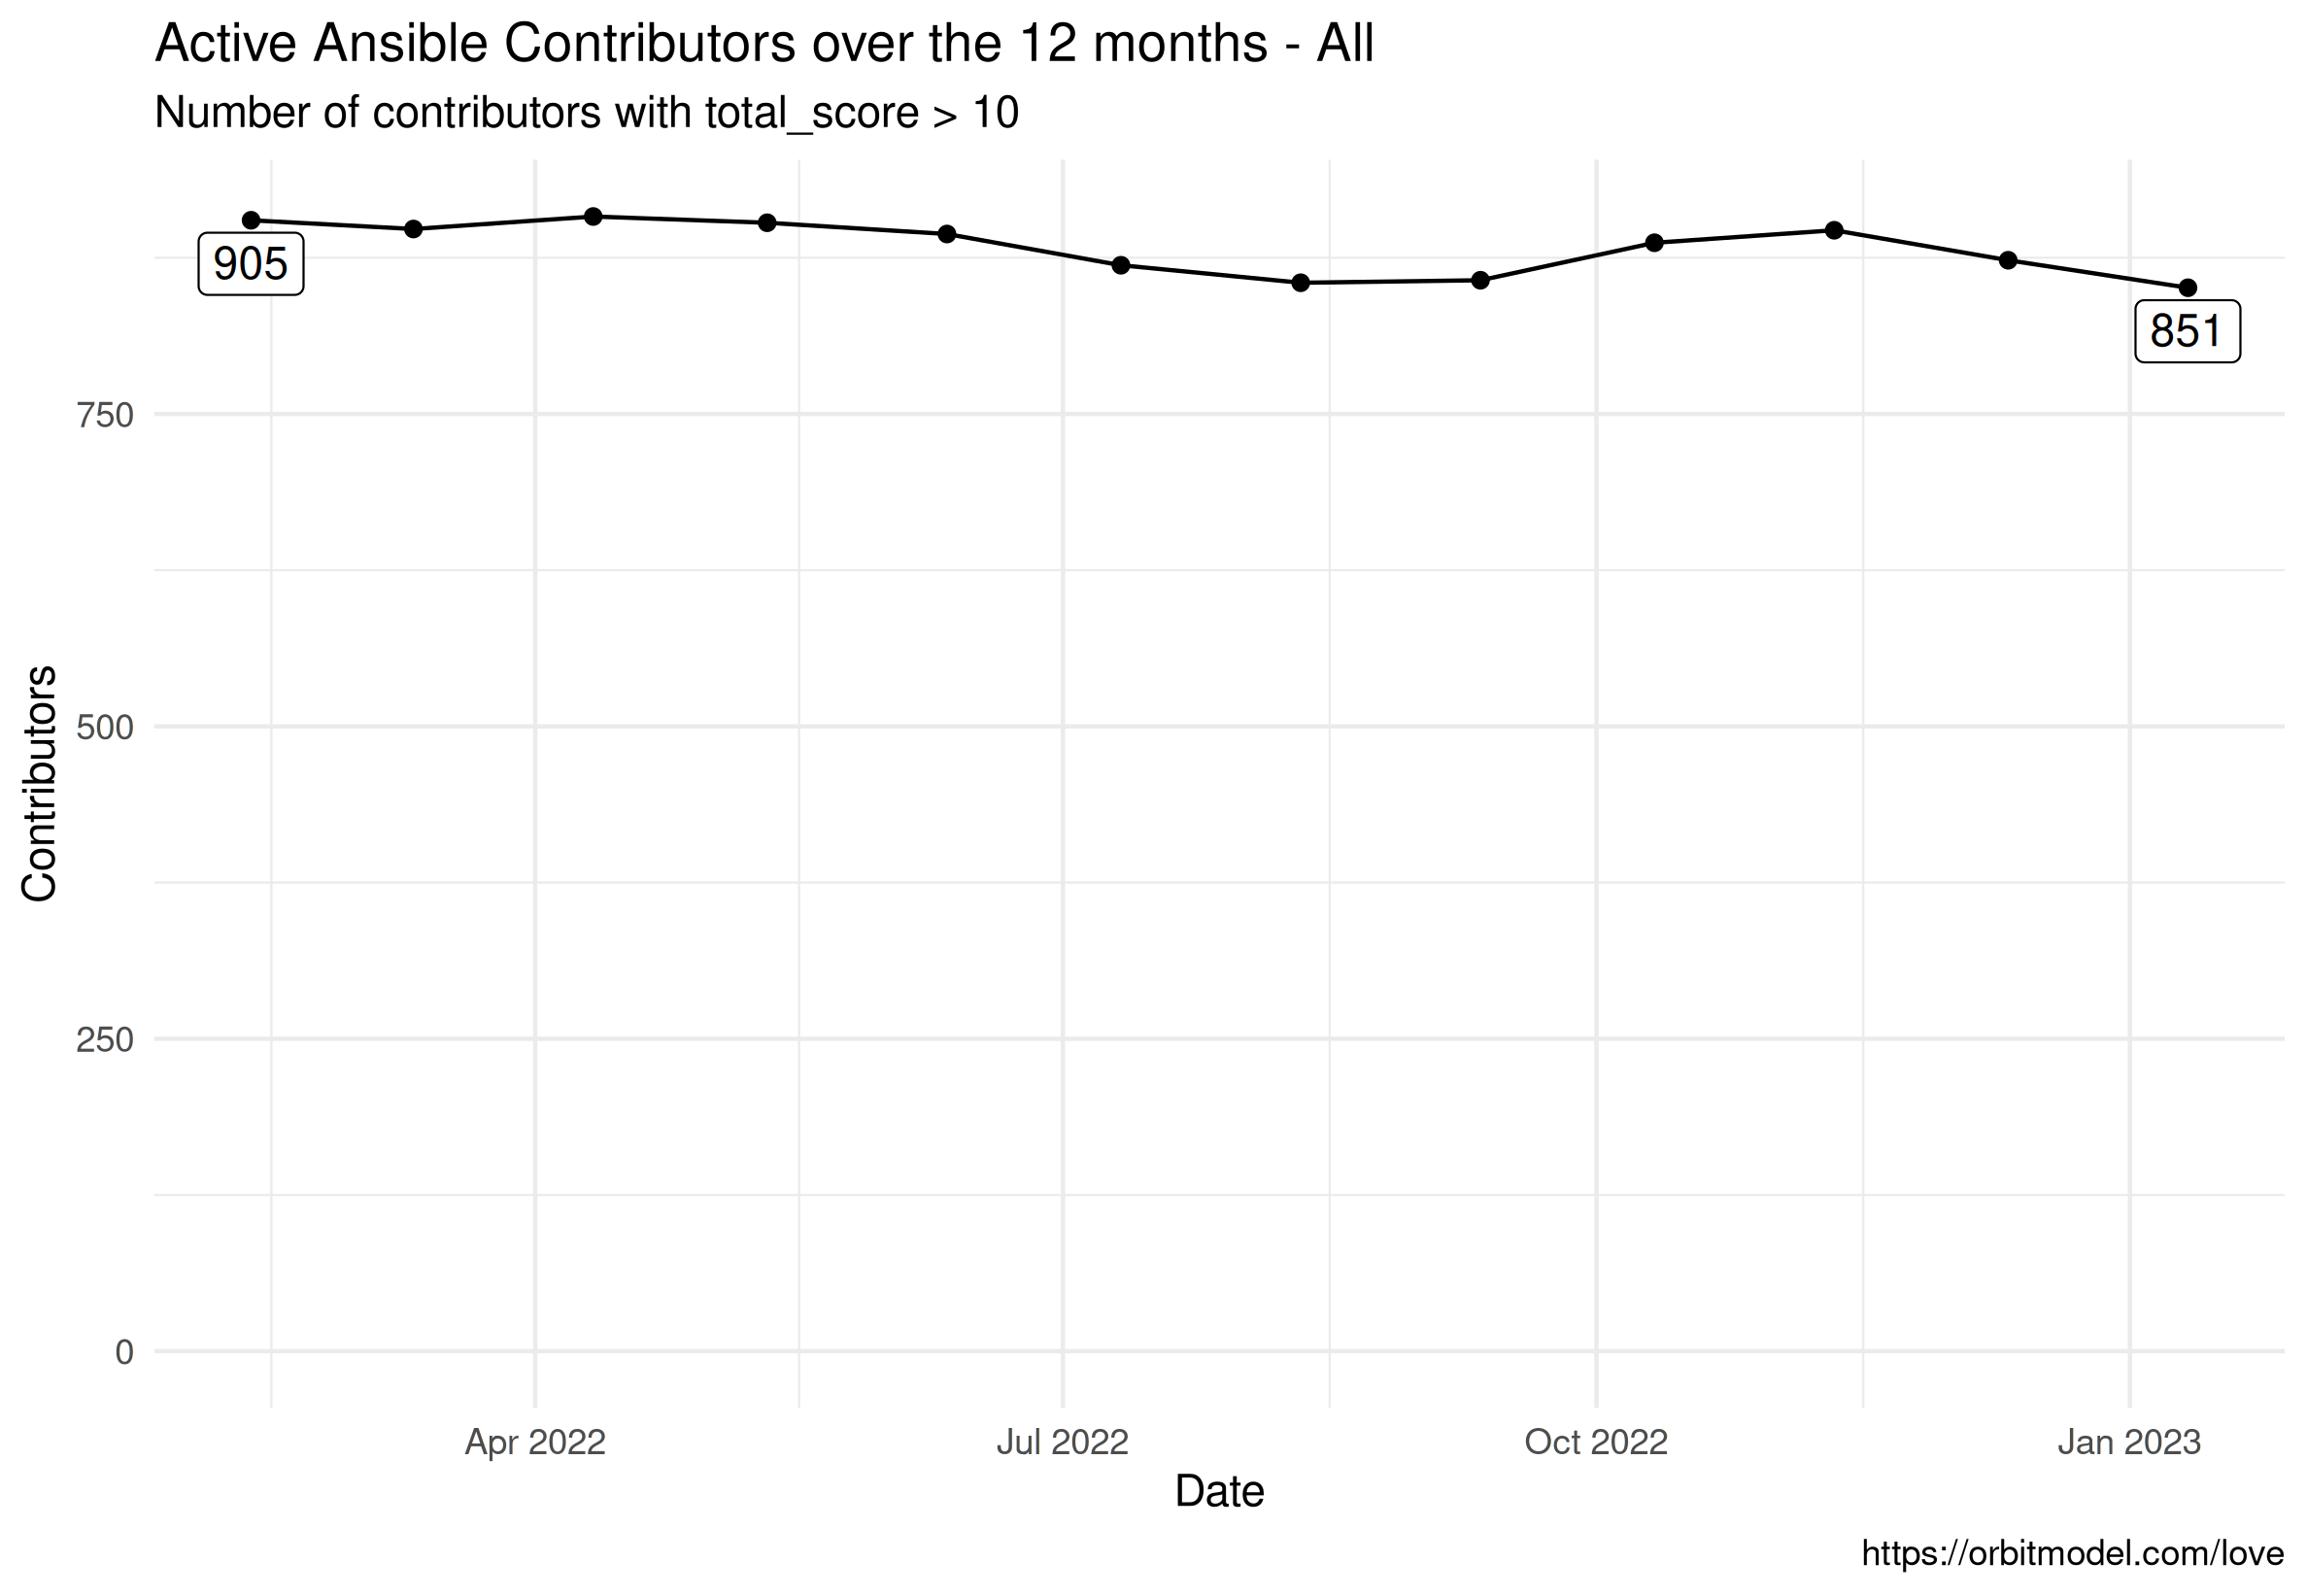 Active Ansible Contributors over the 12 months - All
Number of contributors with total_score > 10
905
851
750
500
250
0
Contributors
Apr 2022
Jul 2022
Oct 2022
Jan 2023
Date
https://orbitmodel.com/love